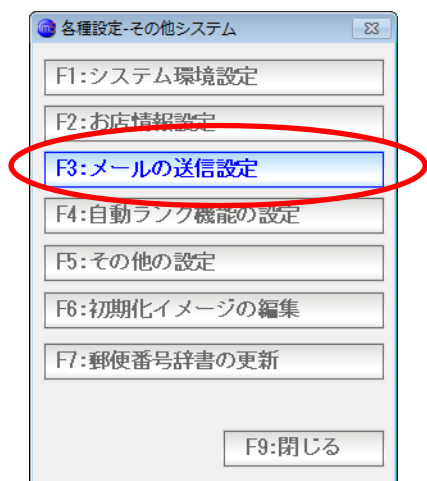 各種設定-その他システム
F1:システム環境設定
F2:お店情報設定
F3:メールの送信設定
F4:自動ランク機能の設定
F5:その他の設定
F6:初期化イメージの編集
F7:郵便番号辞書の更新
F9:閉じる